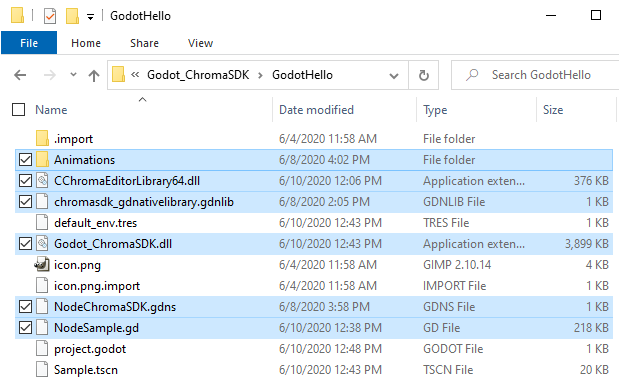 GodotHello
File Home Share View
« Godot_ChromaSDK > GodotHello Search GodotHello
Name Date modified Type Size
.import 6/4/2020 11:58 AM File folder
Animations 6/8/2020 4:02 PM File folder
CChromaEditorLibrary64.dll 6/10/2020 12:06 PM Application exten... 376 KB
chromasdk_gdnativelibrary.gdnlib 6/8/2020 2:05 PM GDNLIB File 1 KB
default_env.tres 6/10/2020 12:43 PM TRES File 1 KB
Godot_ChromaSDK.dll 6/10/2020 12:43 PM Application exten... 3,899 KB
icon.png 6/4/2020 11:58 AM GIMP 2.10.14 4 KB
icon.png.import 6/4/2020 11:58 AM IMPORT File 1 KB
NodeChromaSDK.gdns 6/8/2020 3:58 PM GDNS File 1 KB
NodeSample.gd 6/10/2020 12:38 PM GD File 218 KB
project.godot 6/10/2020 12:48 PM GODOT File 1 KB
Sample.tscn 6/10/2020 12:43 PM TSCN File 20 KB